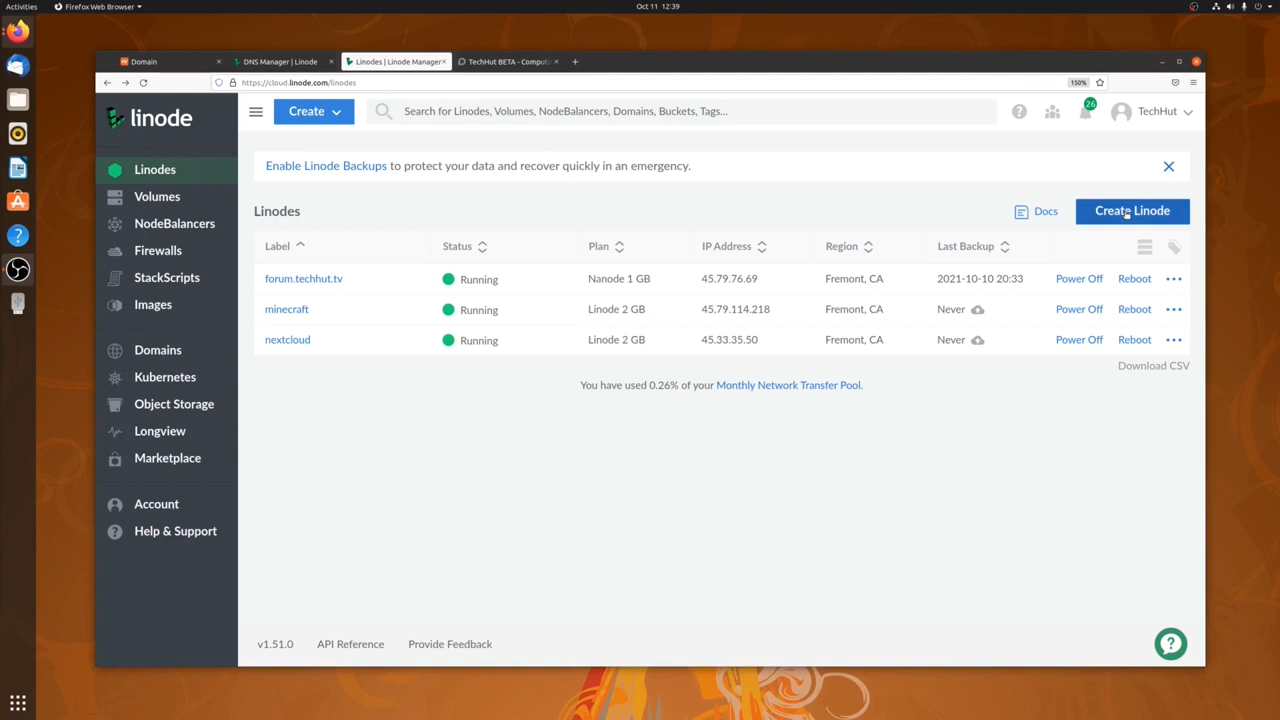 Activities
Firefox Web Browser
Oct 11 12:39
Domain
DNS Manager | Linode
Linodes | Linode Manager
TechHut BETA - Comput
https://cloud.linode.com/linodes
150%
linode
Create
Search for Linodes, Volumes, NodeBalancers, Domains, Buckets, Tags...
26
TechHut
Linodes
Volumes
NodeBalancers
Firewalls
StackScripts
Images
Domains
Kubernetes
Object Storage
Longview
Marketplace
Account
Help & Support
Enable Linode Backups to protect your data and recover quickly in an emergency.
Linodes
Docs
Create Linode
Label Status Plan IP Address Region Last Backup
forum.techhut.tv Running Nanode 1 GB 45.79.76.69 Fremont, CA 2021-10-10 20:33 Power Off Reboot
minecraft Running Linode 2 GB 45.79.114.218 Fremont, CA Never Power Off Reboot
nextcloud Running Linode 2 GB 45.33.35.50 Fremont, CA Never Power Off Reboot
Download CSV
You have used 0.26% of your Monthly Network Transfer Pool.
v1.51.0 API Reference Provide Feedback